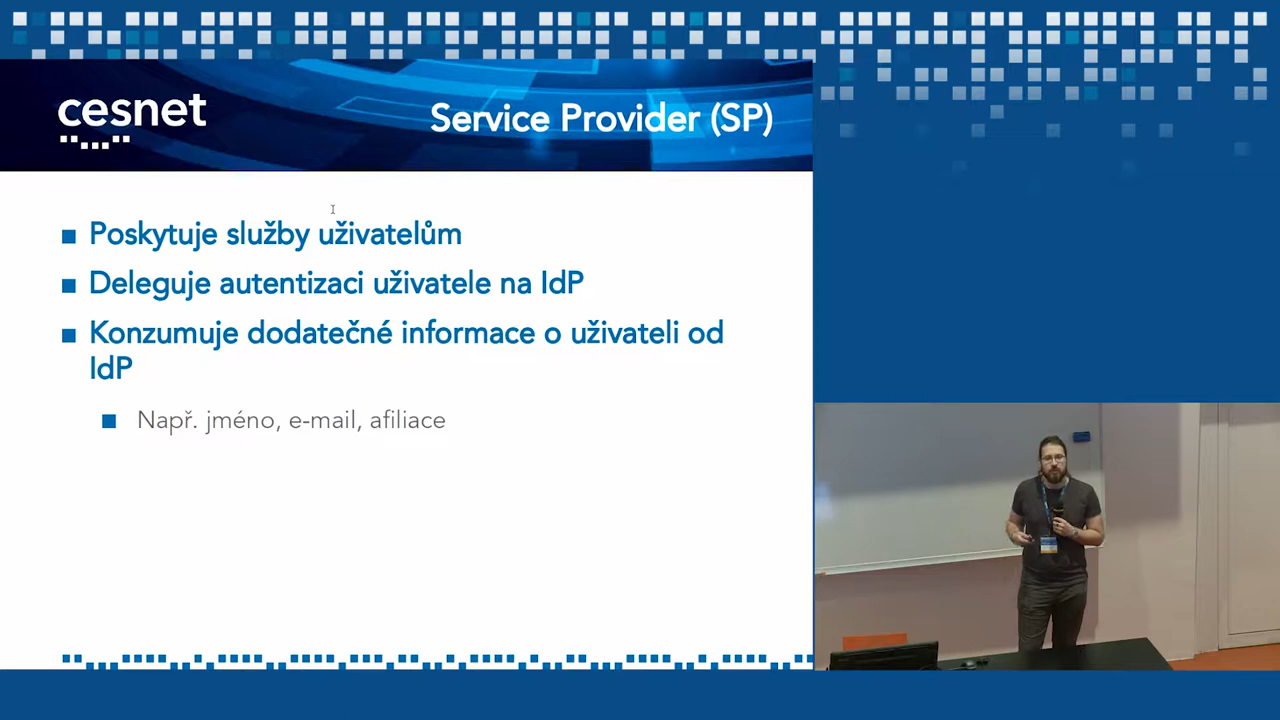 cesnet
Service Provider (SP)
Poskytuje služby uživatelům
Deleguje autentizaci uživatele na IdP
Konzumuje dodatečné informace o uživateli od
IdP
Např. jméno, e-mail, afiliace